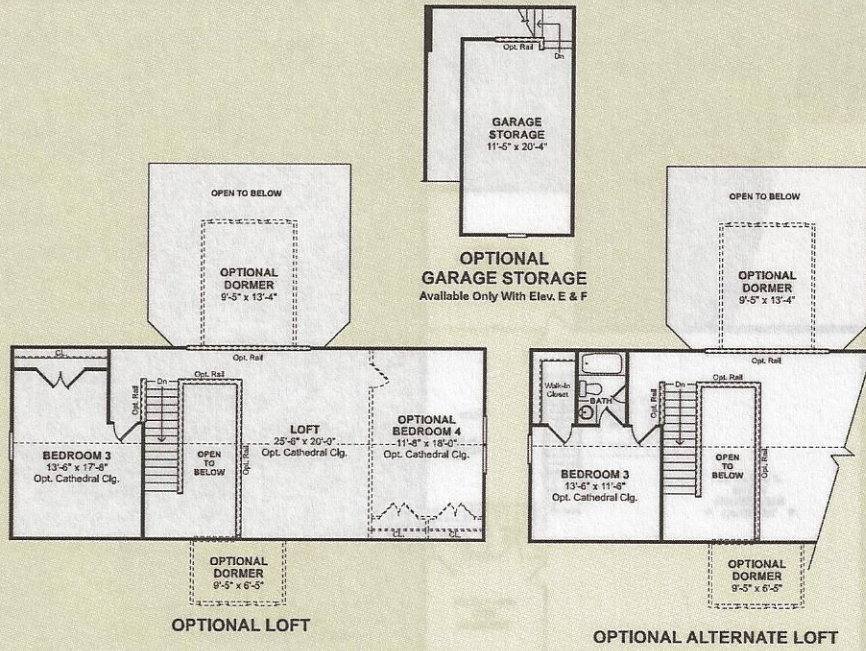 Opt. Rail
Dn
GARAGE
STORAGE
11'-5" x 20'-4"
OPTIONAL
GARAGE STORAGE
Available Only With Elev. E & F
OPEN TO BELOW
OPTIONAL
DORMER
9'-5" x 13'-4"
Opt. Rail
CL.
Opt. Rail
Dn
Opt. Rail
BEDROOM 3
13'-6" x 17'-8"
Opt. Cathedral Clg.
OPEN
TO
BELOW
Opt. Rail
LOFT
25'-6" x 20'-0"
Opt. Cathedral Clg.
OPTIONAL
BEDROOM 4
11'-8" x 18'-0"
Opt. Cathedral Clg.
CL.
CL.
OPTIONAL
DORMER
9'-5" x 6'-5"
OPTIONAL LOFT
OPEN TO BELOW
OPTIONAL
DORMER
9'-5" x 13'-4"
Opt. Rail
Walk-In
Closet
BATH
Opt. Rail
Dn
Opt. Rail
BEDROOM 3
13'-6" x 11'-6"
Opt. Cathedral Clg.
OPEN
TO
BELOW
Opt. Rail
OPTIONAL
DORMER
9'-5" x 6'-5"
OPTIONAL ALTERNATE LOFT